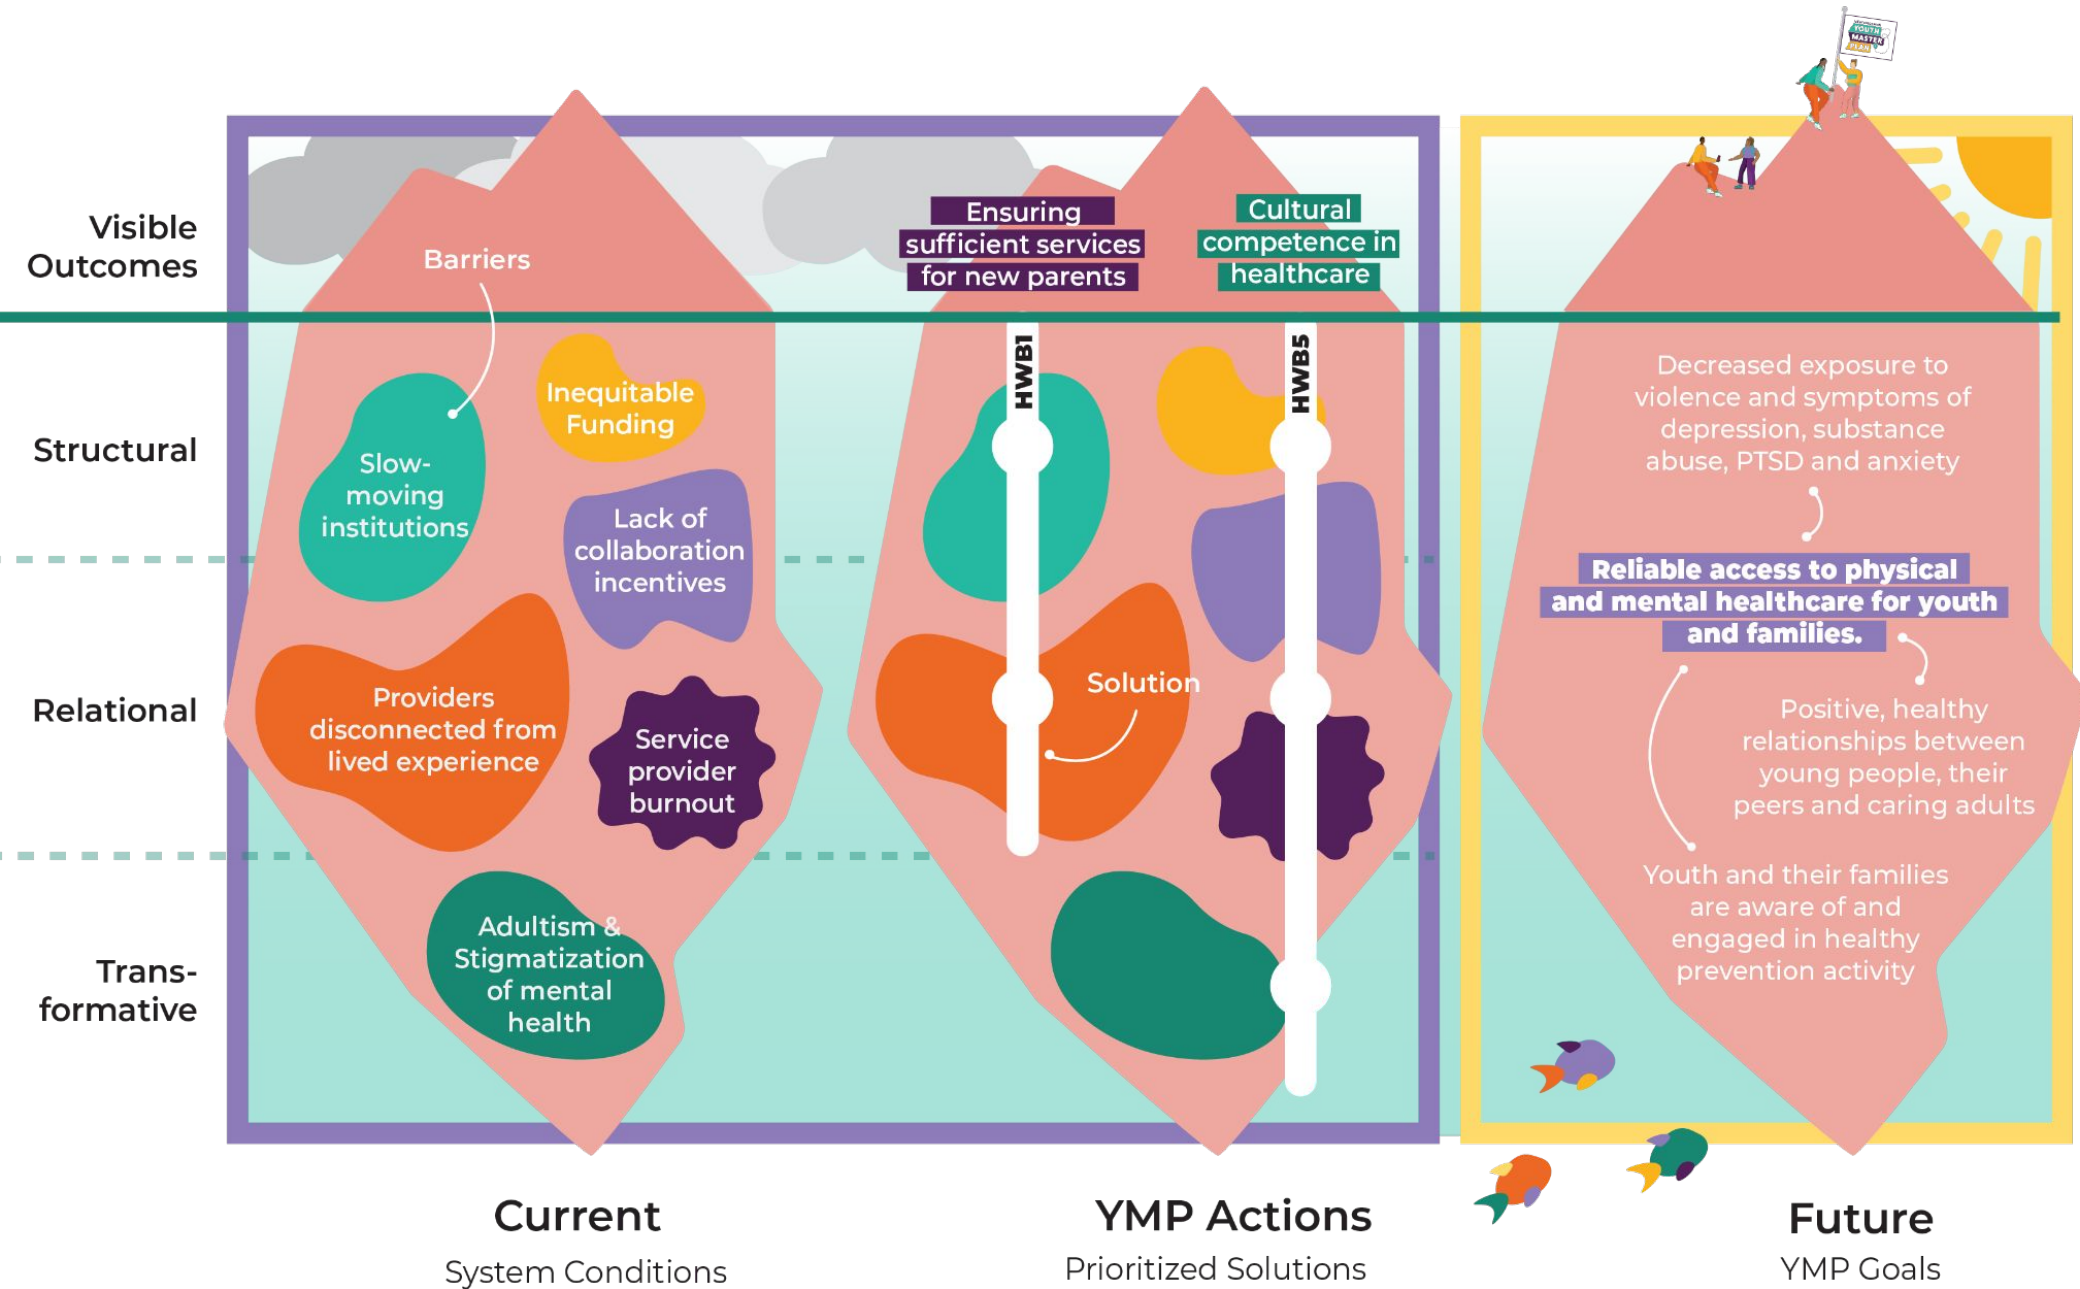 YOUTH
MASTER
PLAN
Visible
Outcomes
Structural
Relational
Trans-
formative
Barriers
Inequitable
Funding
Slow-
moving
institutions
Lack of
collaboration
incentives
Providers
disconnected from
lived experience
Service
provider
burnout
Adultism &
Stigmatization
of mental
health
Current
System Conditions
Ensuring
sufficient services
for new parents
Cultural
competence in
healthcare
HWB1
HWB5
Solution
YMP Actions
Prioritized Solutions
Decreased exposure to
violence and symptoms of
depression, substance
abuse, PTSD and anxiety
Reliable access to physical
and mental healthcare for youth
and families.
Positive, healthy
relationships between
young people, their
peers and caring adults
Youth and their families
are aware of and
engaged in healthy
prevention activity
Future
YMP Goals